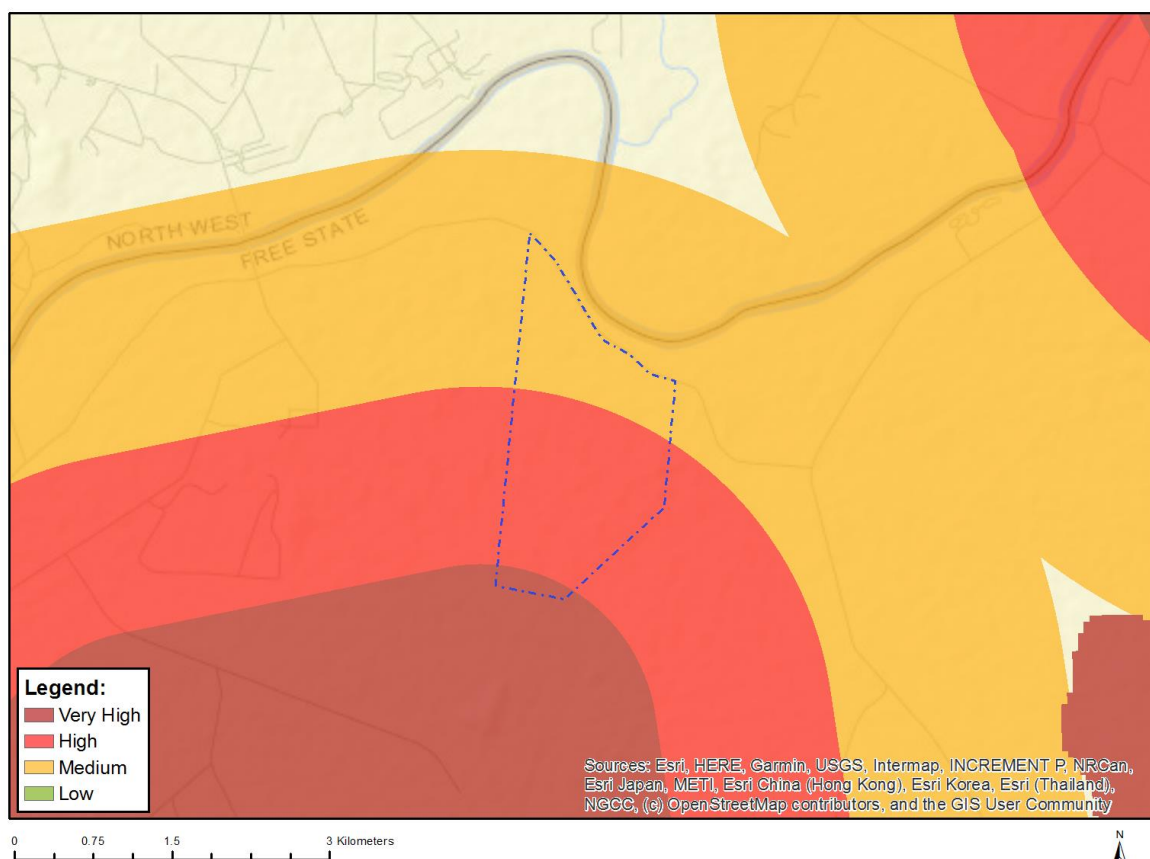 NORTH WEST
FREE STATE
Legend:
Very High
High
Medium
Low
Sources: Esri, HERE, Garmin, USGS, Intermap, INCREMENT P, NRCan,
Esri Japan, METI, Esri China (Hong Kong), Esri Korea, Esri (Thailand),
NGCC, (c) OpenStreetMap contributors, and the GIS User Community
0 0.75 1.5 3 Kilometers
N